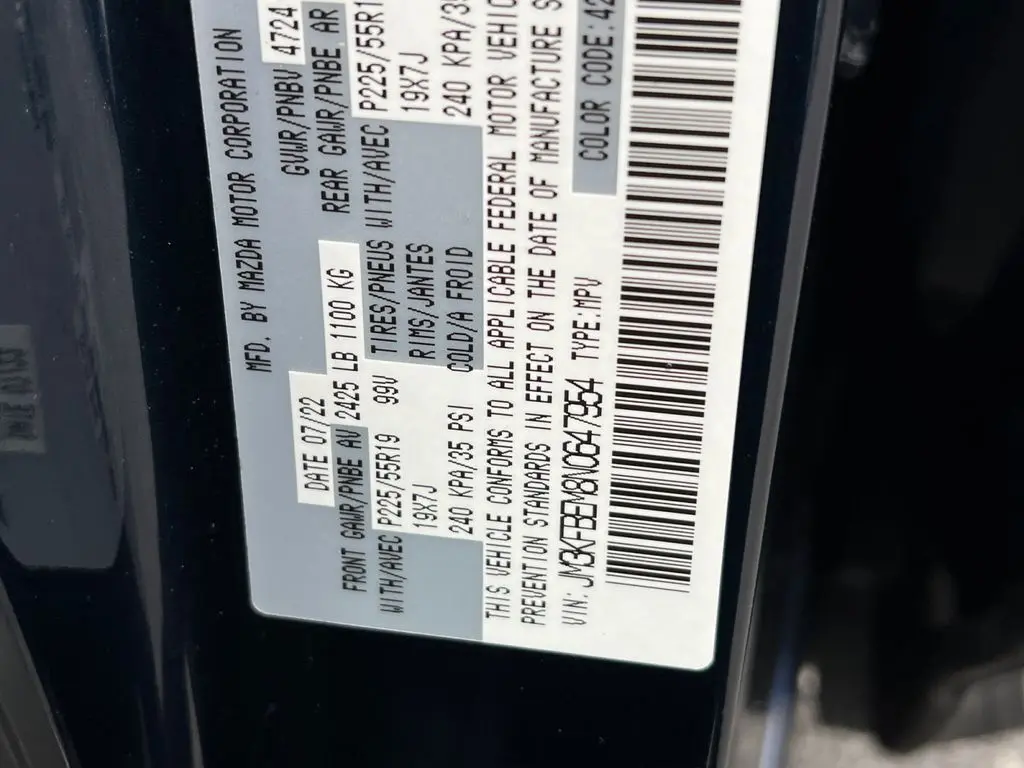 MFD. BY MAZDA MOTOR CORPORATION
DATE 07/22 GVWR/PNBV 4724
FRONT GAWR/PNBE AV 2425 LB 1100 KG REAR GAWR/PNBE AR
WITH/AVEC P225/55R19 99V TIRES/PNEUS WITH/AVEC P225/55R1
19X7J RIMS/JANTES 19X7J
240 KPA/35 PSI COLD/A FROID 240 KPA/35
THIS VEHICLE CONFORMS TO ALL APPLICABLE FEDERAL MOTOR VEHIC
PREVENTION STANDARDS IN EFFECT ON THE DATE OF MANUFACTURE S
VIN: JM3KFBEM8N0647954 TYPE:MPV COLOR CODE:42